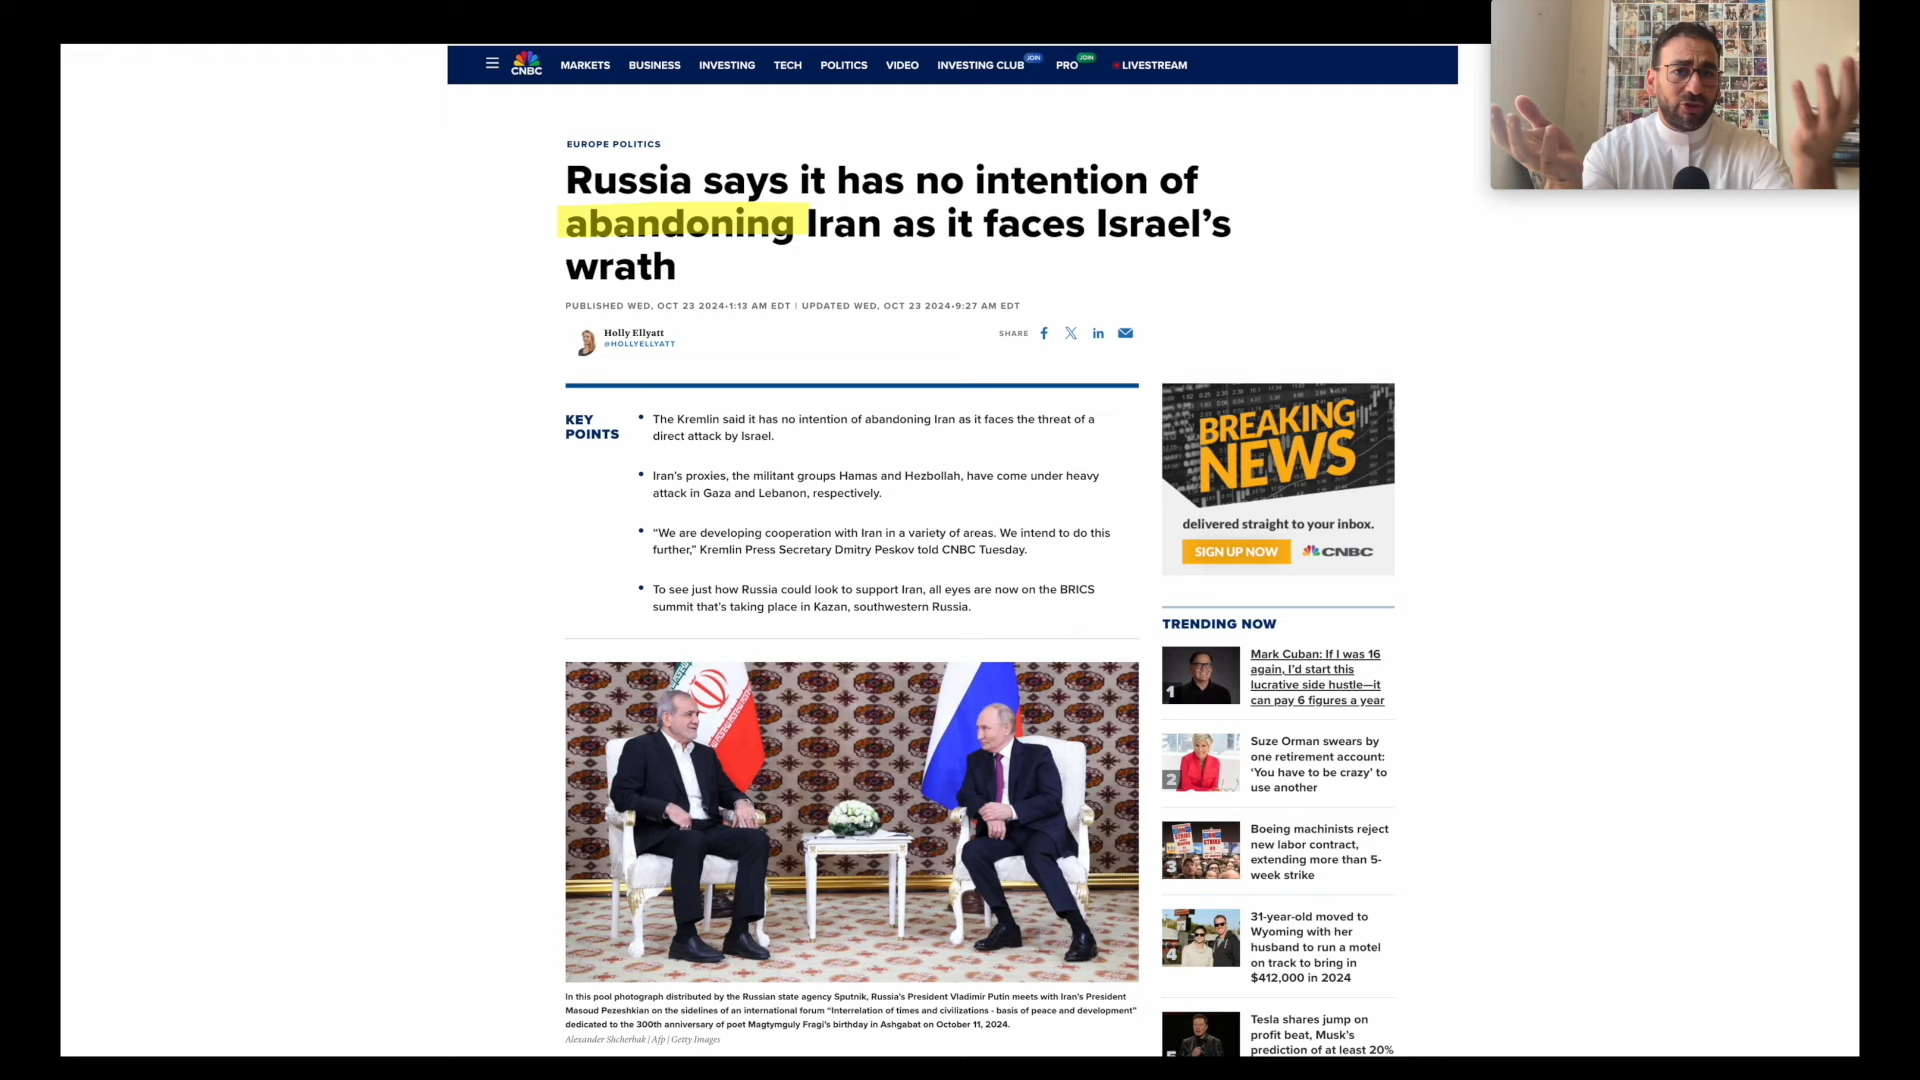 CNBC
MARKETS BUSINESS INVESTING TECH POLITICS VIDEO INVESTING CLUB JOIN PRO JOIN LIVESTREAM
EUROPE POLITICS
Russia says it has no intention of
abandoning Iran as it faces Israel’s
wrath
PUBLISHED WED, OCT 23 2024•1:13 AM EDT | UPDATED WED, OCT 23 2024•9:27 AM EDT
Holly Ellyatt
@HOLLYELLYATT
SHARE
KEY
POINTS
The Kremlin said it has no intention of abandoning Iran as it faces the threat of a
direct attack by Israel.
Iran’s proxies, the militant groups Hamas and Hezbollah, have come under heavy
attack in Gaza and Lebanon, respectively.
“We are developing cooperation with Iran in a variety of areas. We intend to do this
further,” Kremlin Press Secretary Dmitry Peskov told CNBC Tuesday.
To see just how Russia could look to support Iran, all eyes are now on the BRICS
summit that’s taking place in Kazan, southwestern Russia.
In this pool photograph distributed by the Russian state agency Sputnik, Russia’s President Vladimir Putin meets with Iran’s President
Masoud Pezeshkian on the sidelines of an international forum “Interrelation of times and civilizations - basis of peace and development”
dedicated to the 300th anniversary of poet Magtymguly Fragi’s birthday in Ashgabat on October 11, 2024.
Alexander Shcherbak | Afp | Getty Images
BREAKING
NEWS
delivered straight to your inbox.
SIGN UP NOW CNBC
TRENDING NOW
1
Mark Cuban: If I was 16
again, I’d start this
lucrative side hustle—it
can pay 6 figures a year
2
Suze Orman swears by
one retirement account:
‘You have to be crazy’ to
use another
3
Boeing machinists reject
new labor contract,
extending more than 5-
week strike
4
31-year-old moved to
Wyoming with her
husband to run a motel
on track to bring in
$412,000 in 2024
Tesla shares jump on
profit beat, Musk’s
prediction of at least 20%